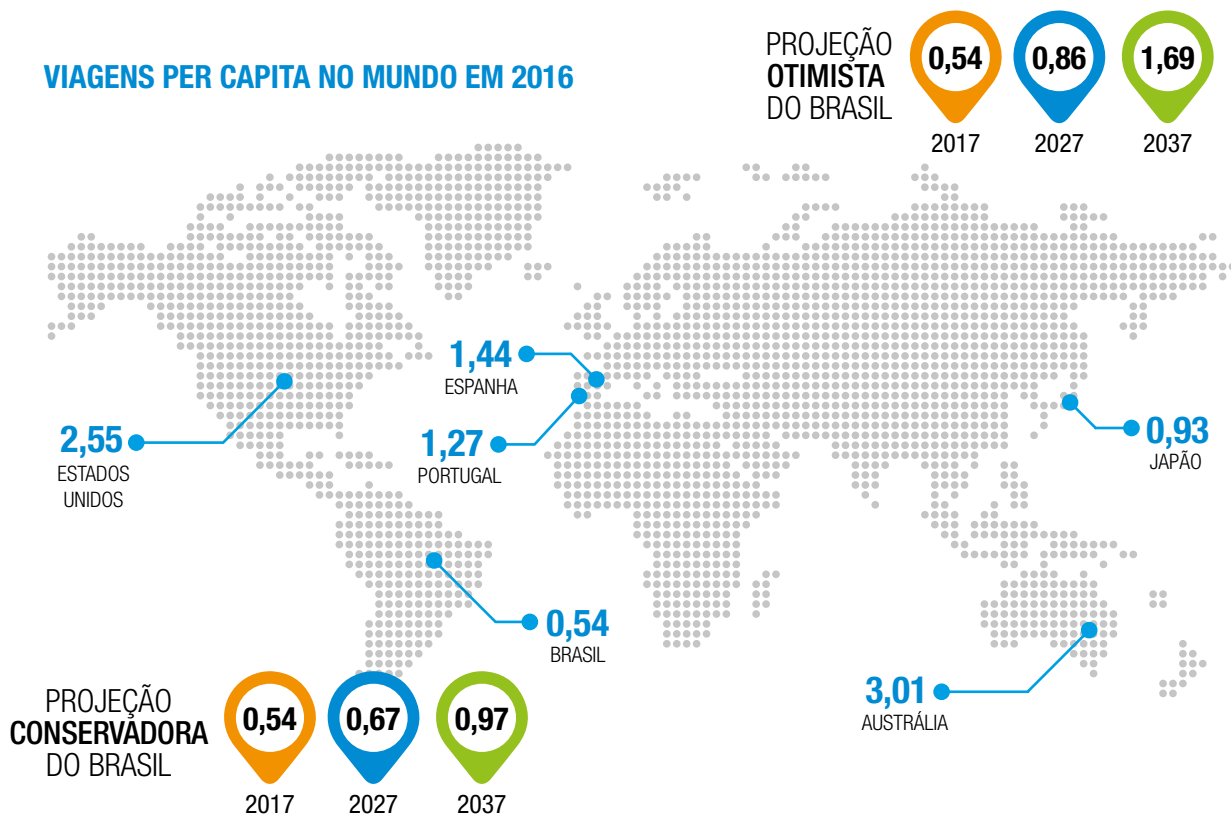 VIAGENS PER CAPITA NO MUNDO EM 2016
PROJEÇÃO
OTIMISTA
DO BRASIL
0,54
0,86
1,69
2017
2027
2037
1,44
ESPANHA
2,55
ESTADOS
UNIDOS
1,27
PORTUGAL
0,93
JAPÃO
0,54
BRASIL
3,01
AUSTRÁLIA
PROJEÇÃO
CONSERVADORA
DO BRASIL
0,54
0,67
0,97
2017
2027
2037